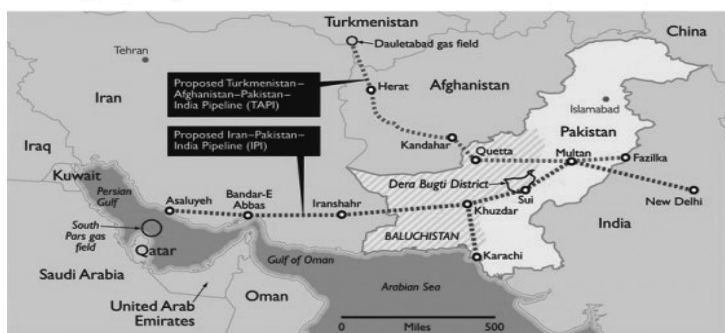 Turkmenistan
China
Tehran
Dauletabad gas field
Proposed Turkmenistan–
Afghanistan–Pakistan–
India Pipeline (TAPI)
Herat
Afghanistan
Islamabad
Iran
Proposed Iran–Pakistan–
India Pipeline (IPI)
Kandahar
Quetta
Pakistan
Multan
Fazilka
Iraq
Kuwait
Persian
Gulf
Asaluyeh
Bandar-E
Abbas
Iranshahr
Dera Bugti District
Sui
New Delhi
South
Pars gas
field
Khuzdar
India
Qatar
BALUCHISTAN
Gulf of Oman
Karachi
Saudi Arabia
United Arab
Emirates
Oman
Arabian Sea
0
500
Miles